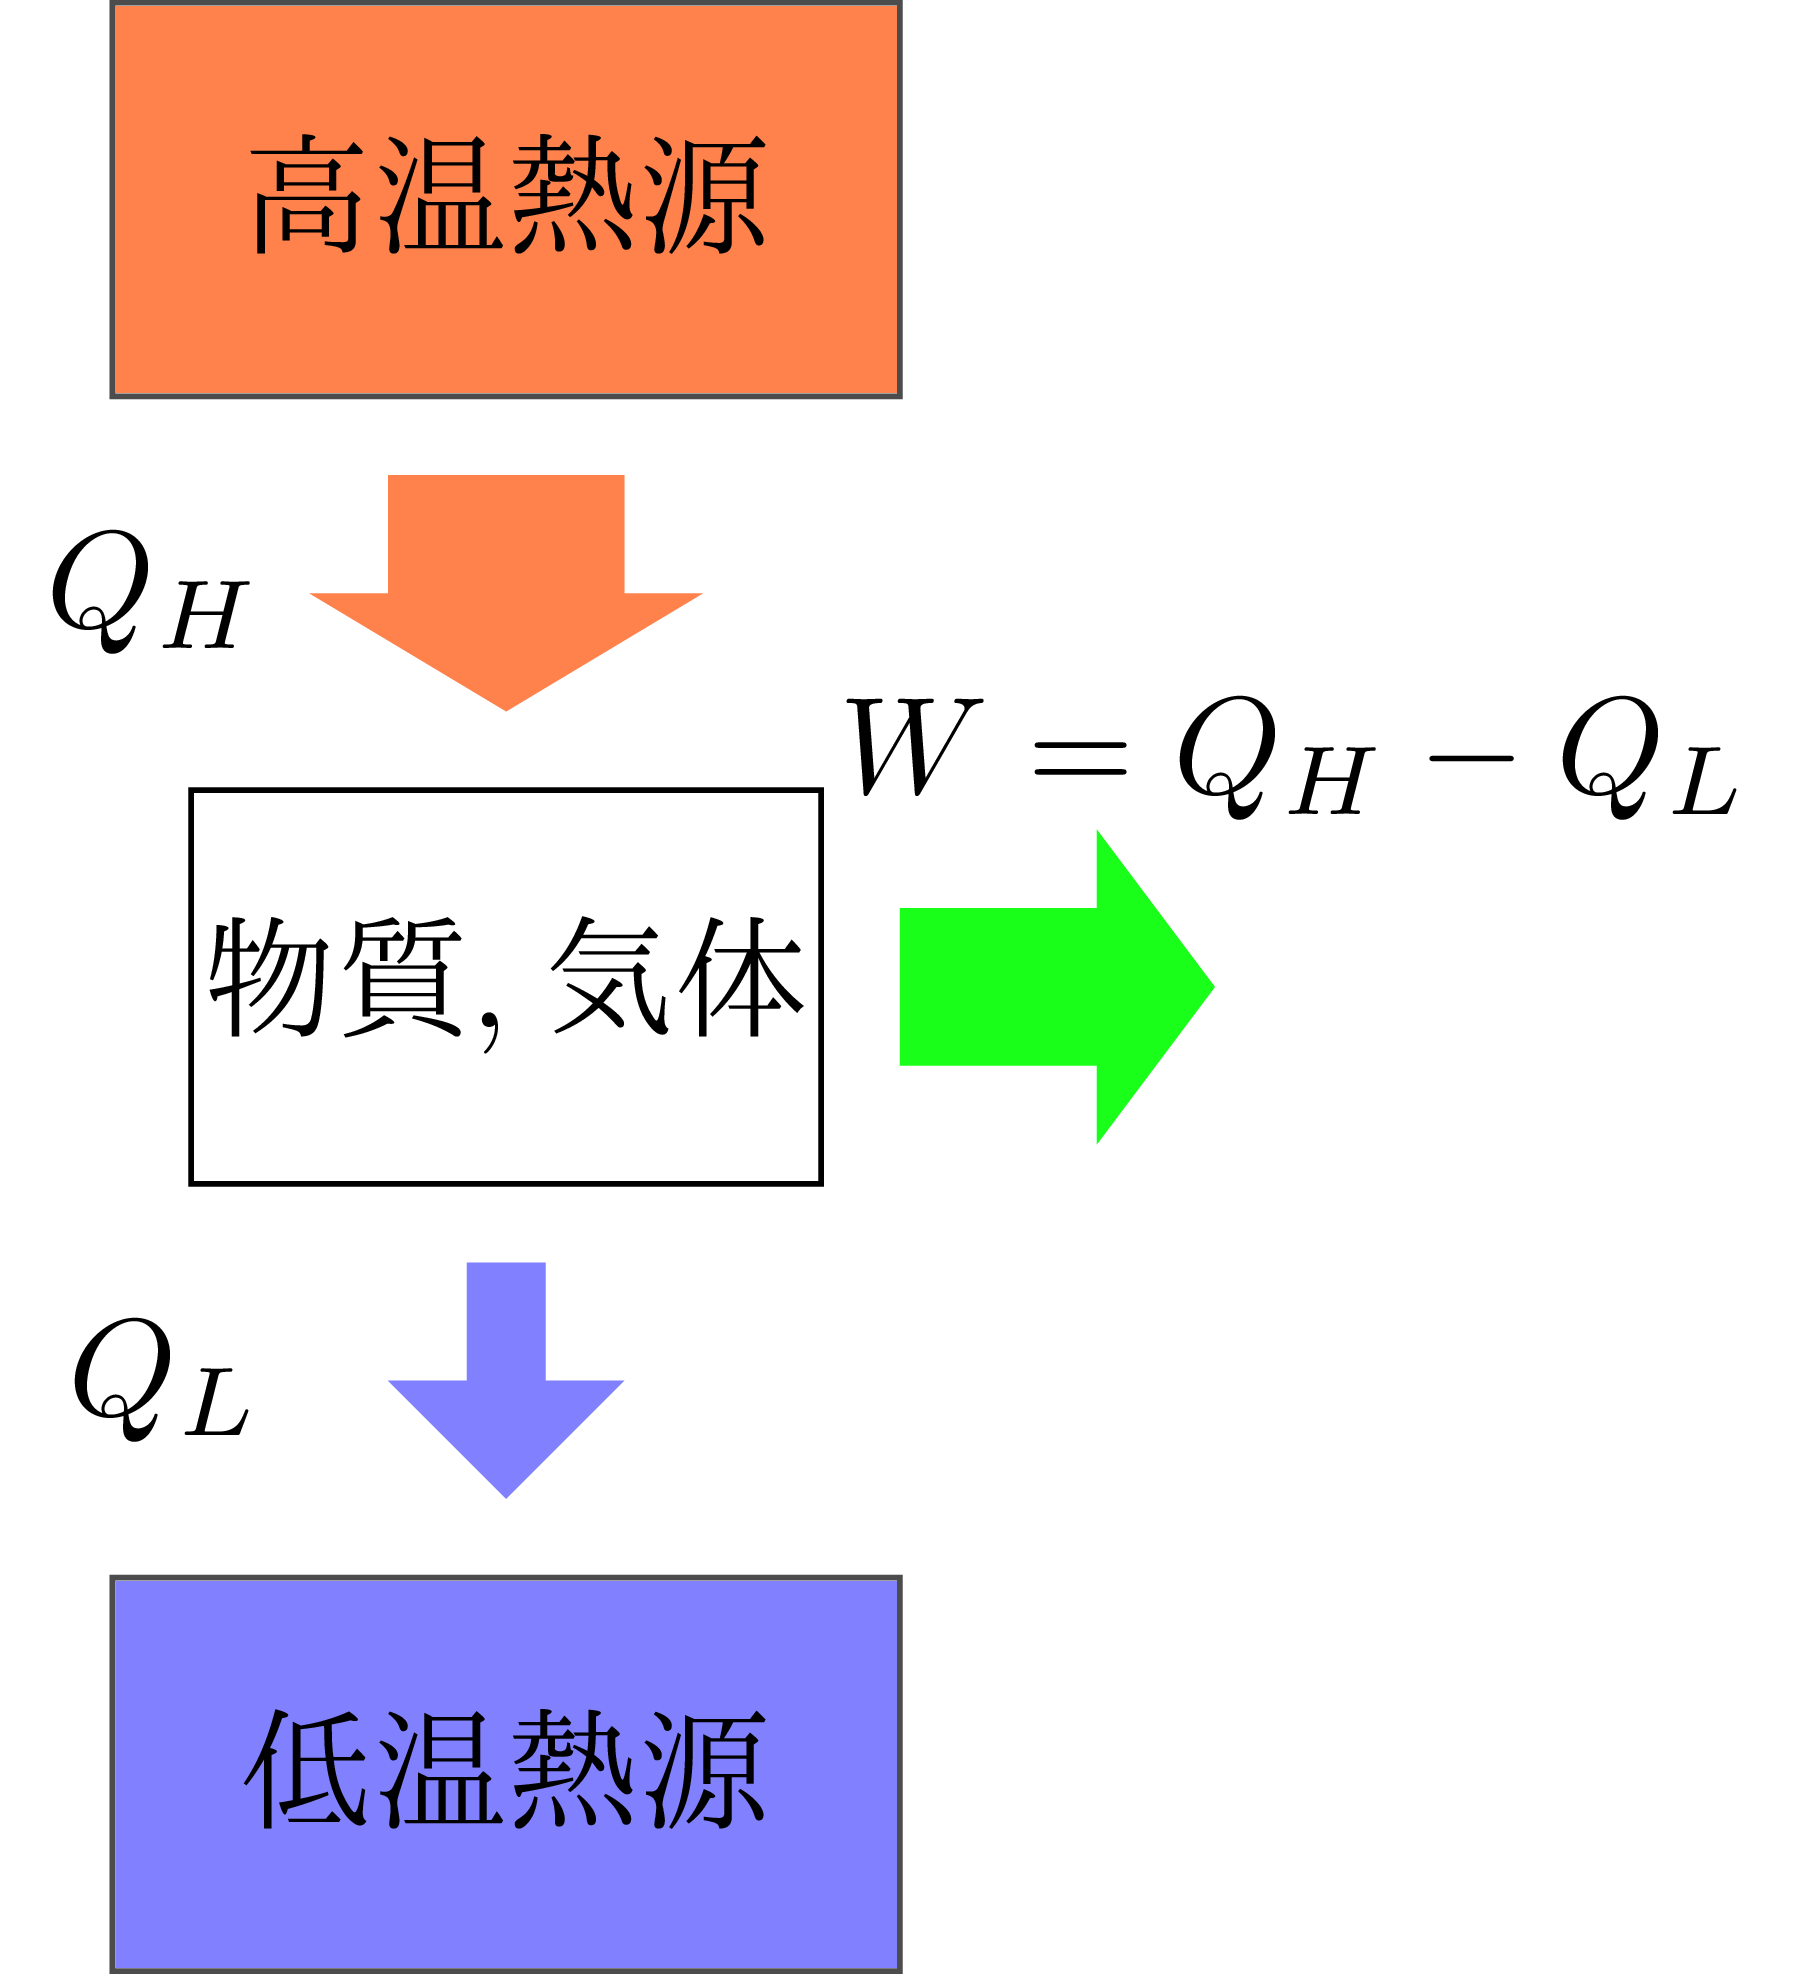 高温熱源
Q_H
W = Q_H − Q_L
物質, 気体
Q_L
低温熱源